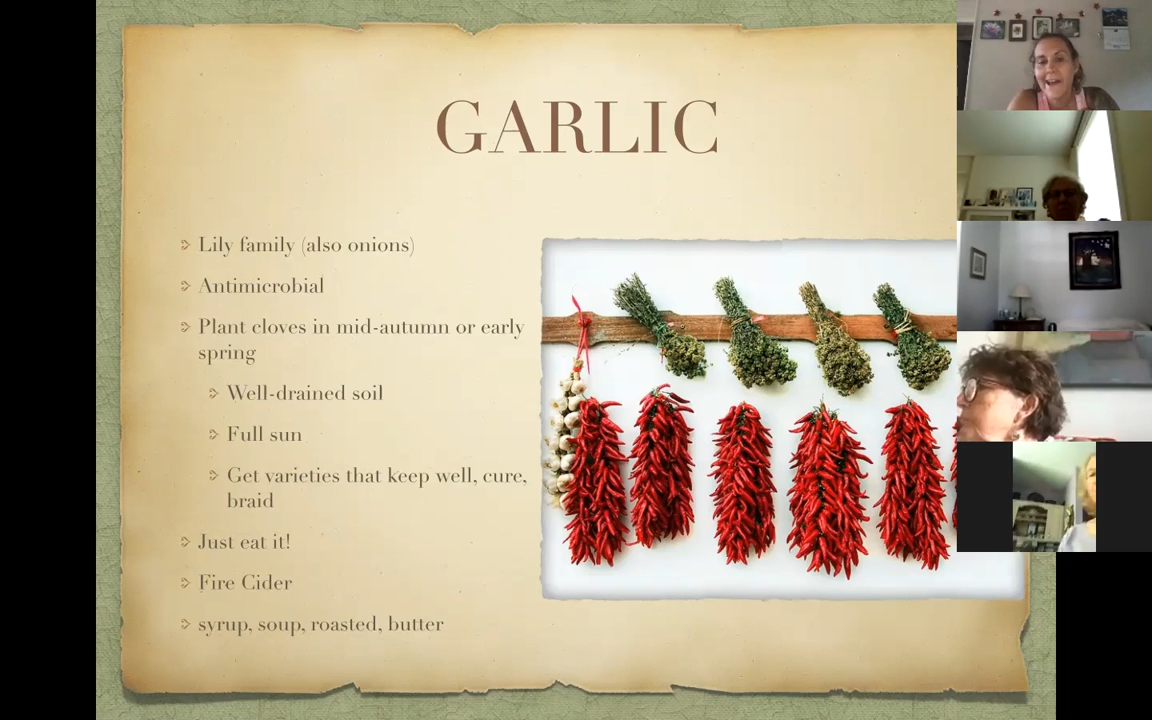 GARLIC
Lily family (also onions)
Antimicrobial
Plant cloves in mid-autumn or early
spring
Well-drained soil
Full sun
Get varieties that keep well, cure,
braid
Just eat it!
Fire Cider
syrup, soup, roasted, butter